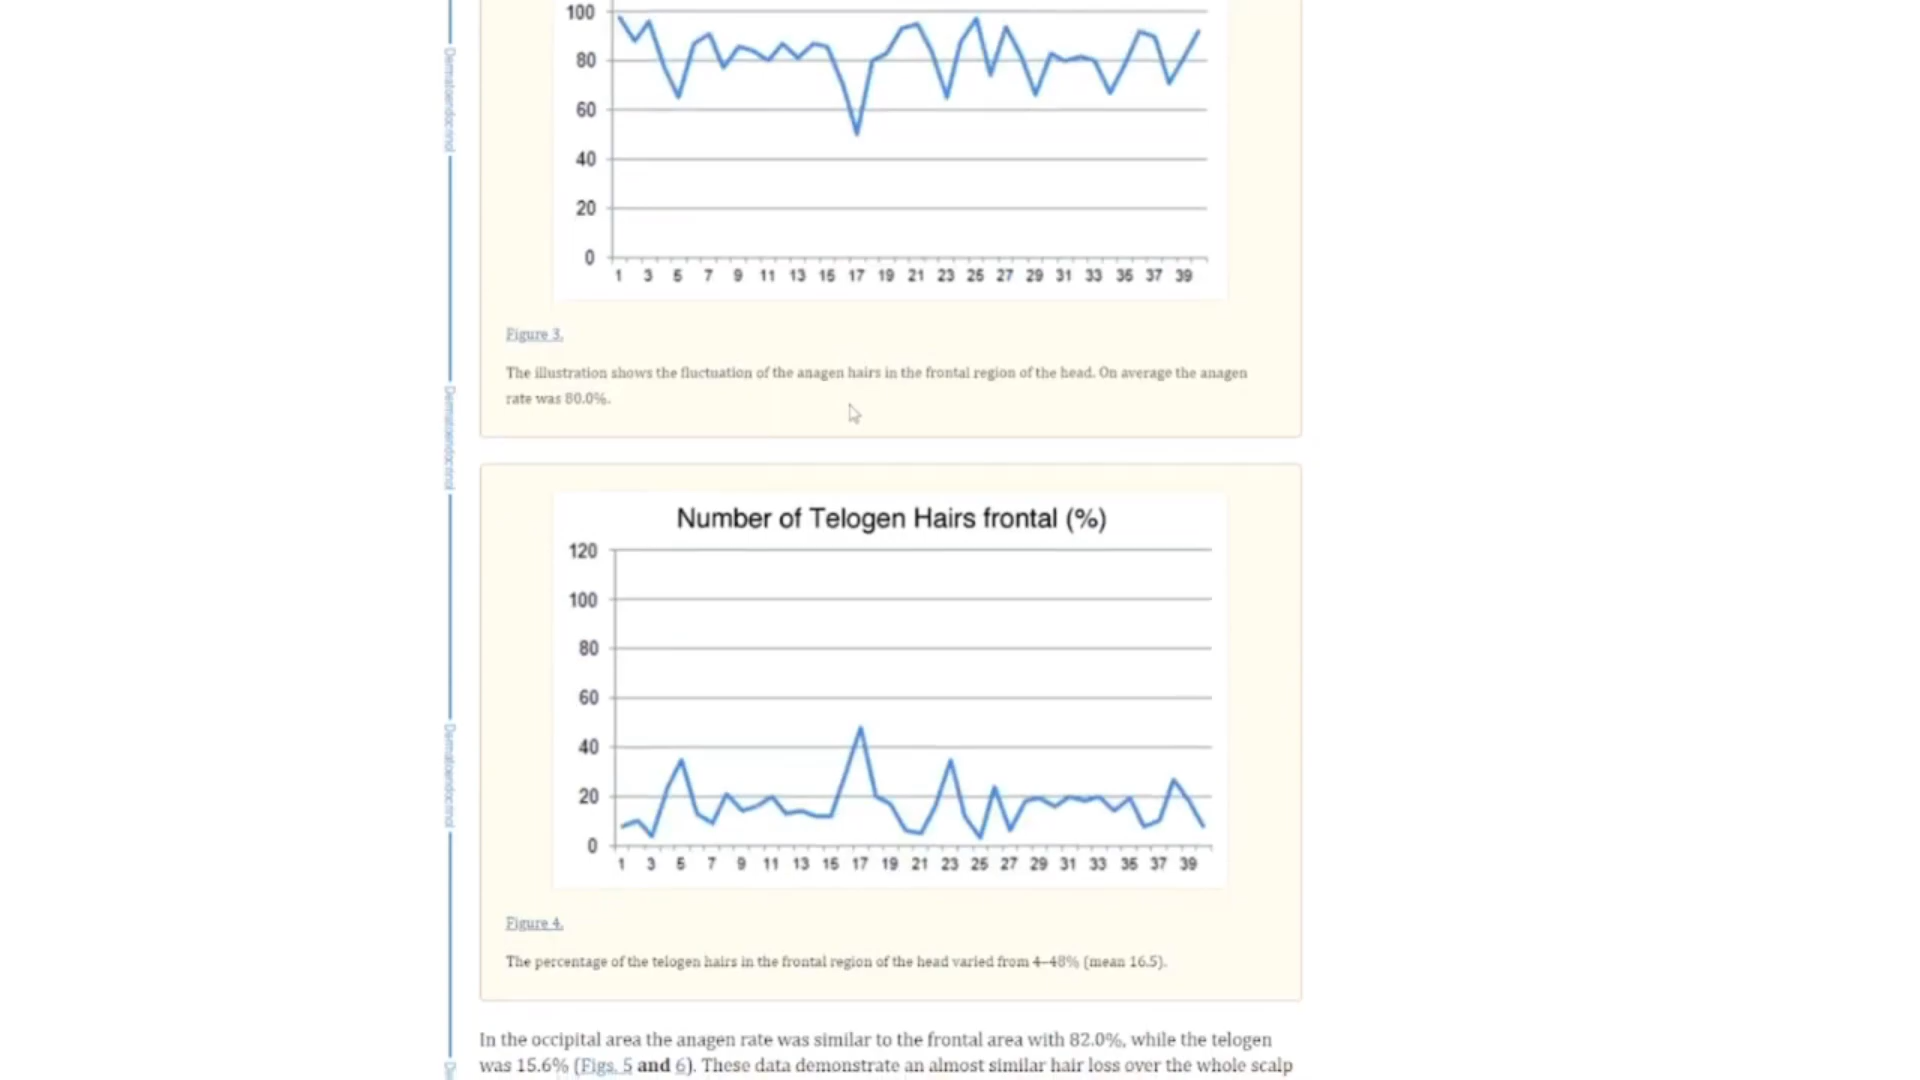 100
80
60
40
20
0
1 3 5 7 9 11 13 15 17 19 21 23 25 27 29 31 33 35 37 39
Figure 3.
The illustration shows the fluctuation of the anagen hairs in the frontal region of the head. On average the anagen
rate was 80.0%.
Number of Telogen Hairs frontal (%)
120
100
80
60
40
20
0
1 3 5 7 9 11 13 15 17 19 21 23 25 27 29 31 33 35 37 39
Figure 4.
The percentage of the telogen hairs in the frontal region of the head varied from 4–48% (mean 16.5).
In the occipital area the anagen rate was similar to the frontal area with 82.0%, while the telogen
was 15.6% (Figs. 5 and 6). These data demonstrate an almost similar hair loss over the whole scalp
Dermatoendocrinol
Dermatoendocrinol
Dermatoendocrinol